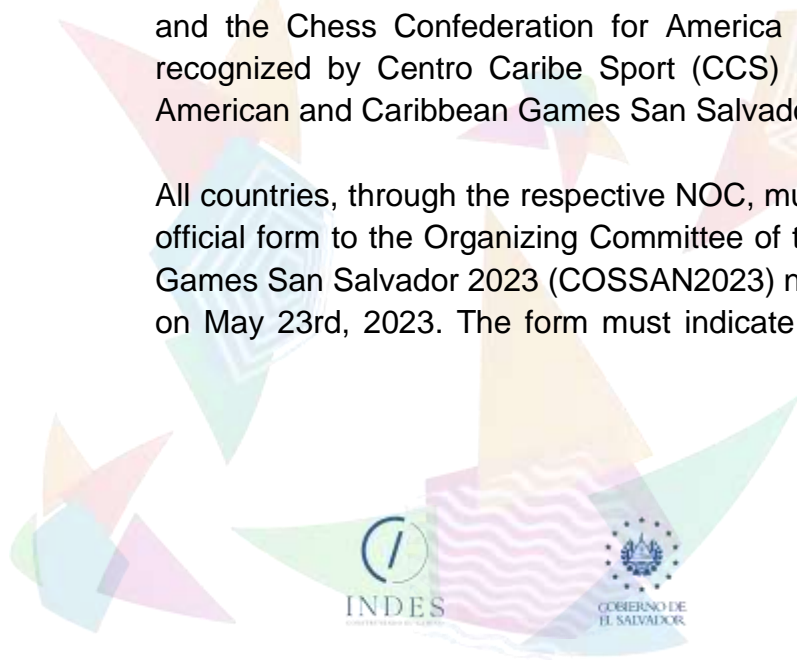 and the Chess Confederation for America
recognized by Centro Caribe Sport (CCS)
American and Caribbean Games San Salvad
All countries, through the respective NOC, mu
official form to the Organizing Committee of t
Games San Salvador 2023 (COSSAN2023) n
on May 23rd, 2023. The form must indicate
INDES
GOBIERNO DE
EL SALVADOR